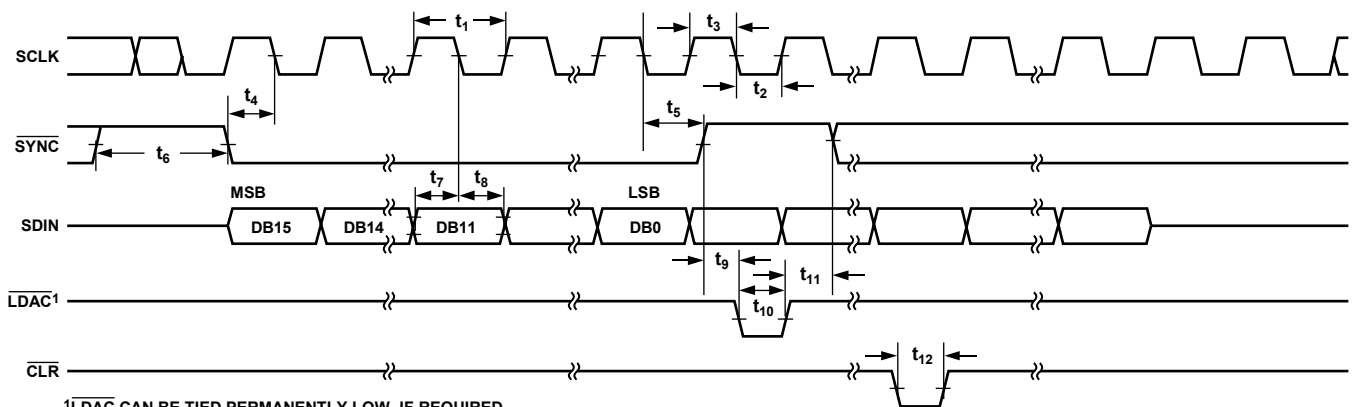 t1
t3
SCLK
t4
t2
t5
SYNC
t6
MSB
t7
t8
LSB
SDIN
DB15
DB14
DB11
DB0
t9
t11
LDAC1
t10
CLR
t12
1LDAC CAN BE TIED PERMANENTLY LOW, IF REQUIRED